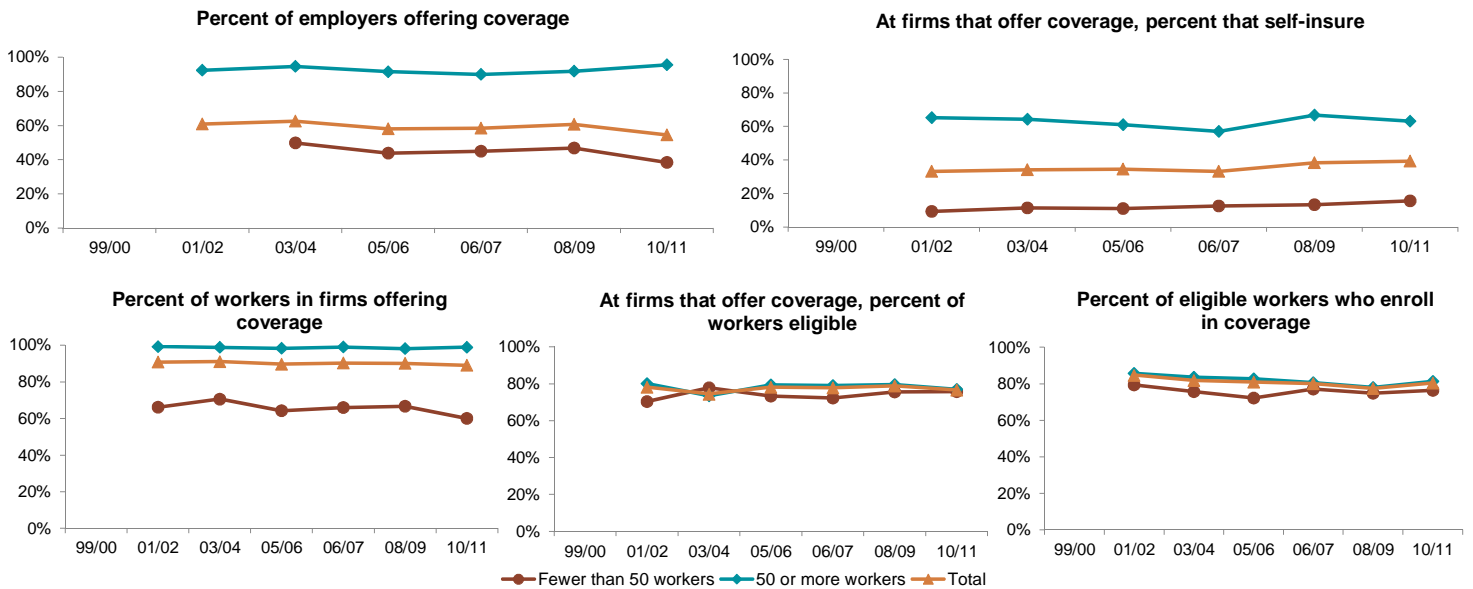 Percent of employers offering coverage
100%
80%
60%
40%
20%
0%
99/00 01/02 03/04 05/06 06/07 08/09 10/11
At firms that offer coverage, percent that self-insure
100%
80%
60%
40%
20%
0%
99/00 01/02 03/04 05/06 06/07 08/09 10/11
Percent of workers in firms offering
coverage
100%
80%
60%
40%
20%
0%
99/00 01/02 03/04 05/06 06/07 08/09 10/11
At firms that offer coverage, percent of
workers eligible
100%
80%
60%
40%
20%
0%
99/00 01/02 03/04 05/06 06/07 08/09 10/11
Percent of eligible workers who enroll
in coverage
100%
80%
60%
40%
20%
0%
99/00 01/02 03/04 05/06 06/07 08/09 10/11
Fewer than 50 workers 50 or more workers Total